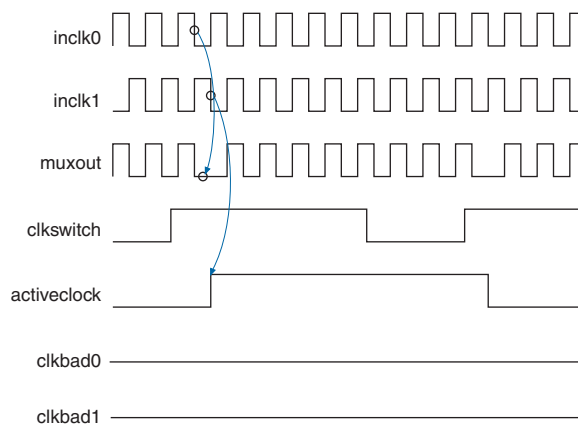 inclk0
inclk1
muxout
clkswitch
activeclock
clkbad0
clkbad1